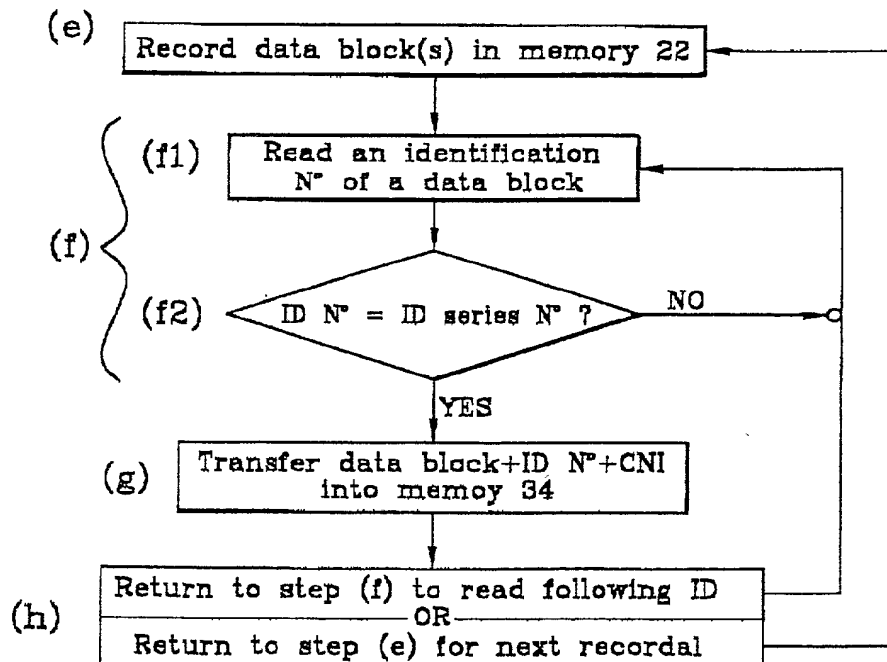 (e)
Record data block(s) in memory 22
(f)
(f1)
Read an identification
N° of a data block
(f2)
ID N° = ID series N° ?
NO
YES
(g)
Transfer data block+ID N°+CNI
into memoy 34
(h)
Return to step (f) to read following ID
OR
Return to step (e) for next recordal